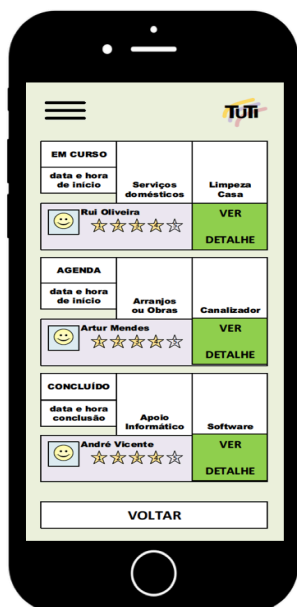 TUTI
EM CURSO
data e hora
de início
Serviços
domésticos
Limpeza
Casa
Rui Oliveira
VER
DETALHE
AGENDA
data e hora
de início
Arranjos
ou Obras
Canalizador
Artur Mendes
VER
DETALHE
CONCLUÍDO
data e hora
conclusão
Apoio
Informático
Software
André Vicente
VER
DETALHE
VOLTAR